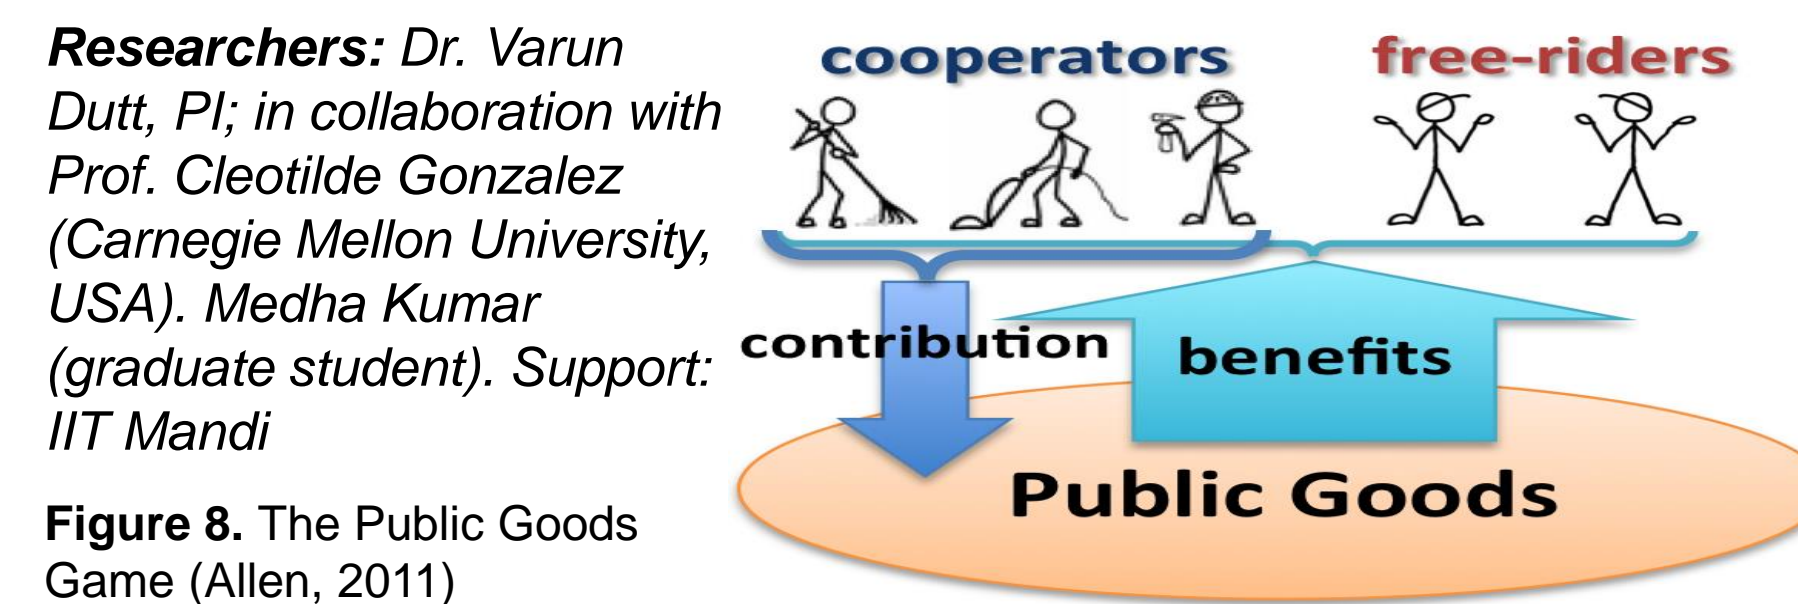 Researchers: Dr. Varun
Dutt, PI; in collaboration with
Prof. Cleotilde Gonzalez
(Carnegie Mellon University,
USA). Medha Kumar
(graduate student). Support:
IIT Mandi
Figure 8. The Public Goods
Game (Allen, 2011)
cooperators
free-riders
contribution
benefits
Public Goods